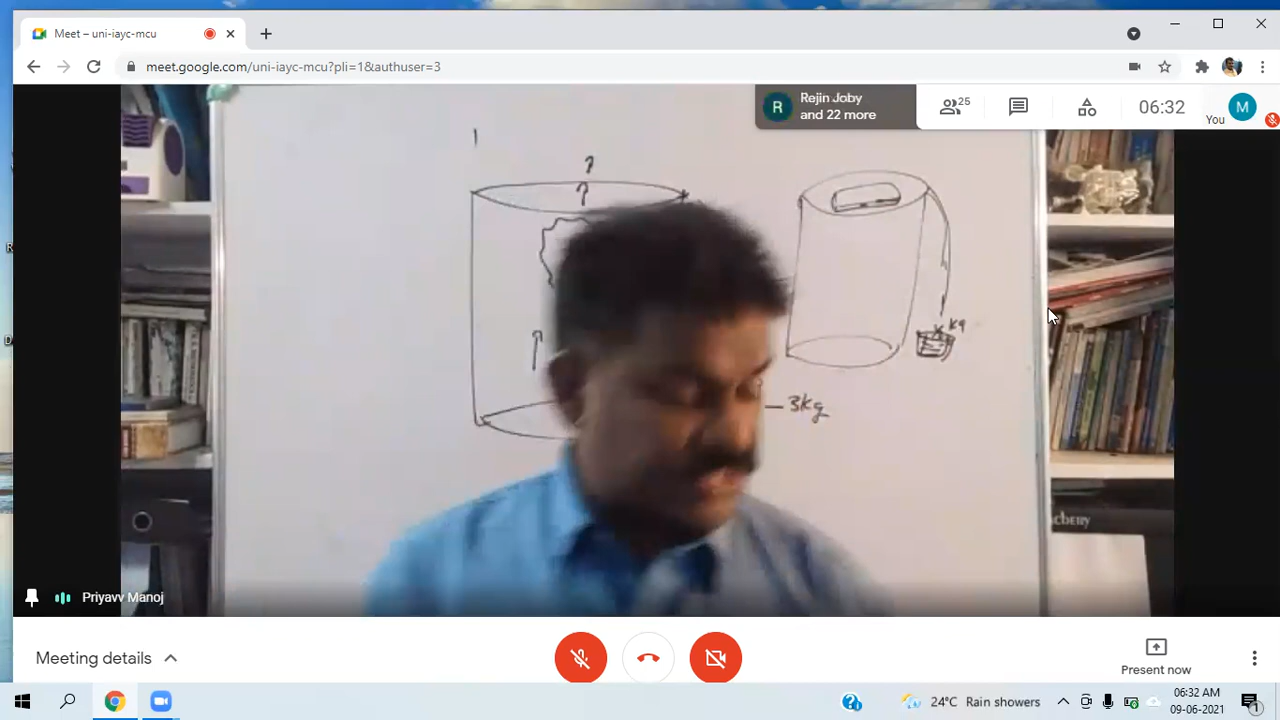 Meet – uni-iayc-mcu
meet.google.com/uni-iayc-mcu?pli=1&authuser=3
R
Rejin Joby
and 22 more
25
06:32
You
M
kg
3kg
Priyavv Manoj
Meeting details
Present now
24°C Rain showers
06:32 AM
09-06-2021
1